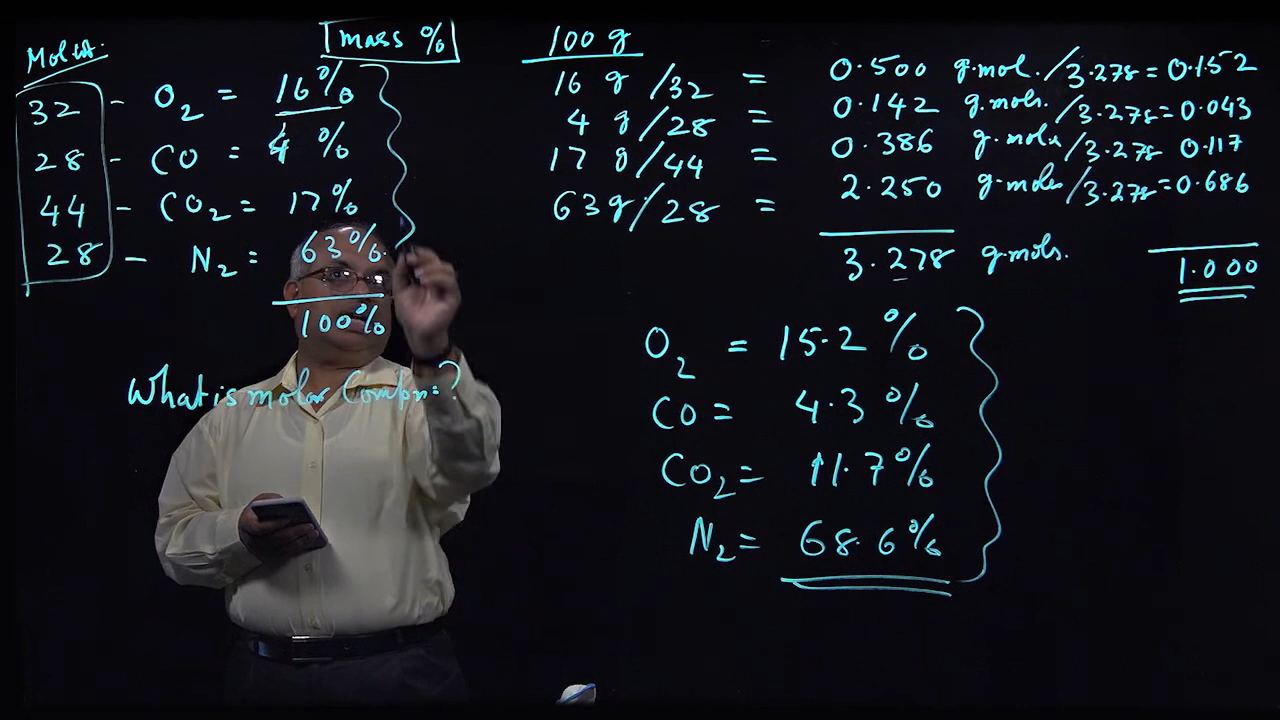 Mol wt.
32 - O2 = 16%
28 - CO = 4 %
44 - CO2 = 17%
28 - N2 = 63%.
100%
What is molar Compn:?
mass %
100 g
16 g /32 = 0.500 g.mol. /3.278 = 0.152
4 g/28 = 0.142 g.mols. /3.278 = 0.043
17 g/44 = 0.386 g.mols /3.278 0.117
63g/28 = 2.250 g.moles /3.278 = 0.686
3.278 g.mols. 1.000
O2 = 15.2 %
CO = 4.3 %
CO2 = 11.7%
N2 = 68.6%